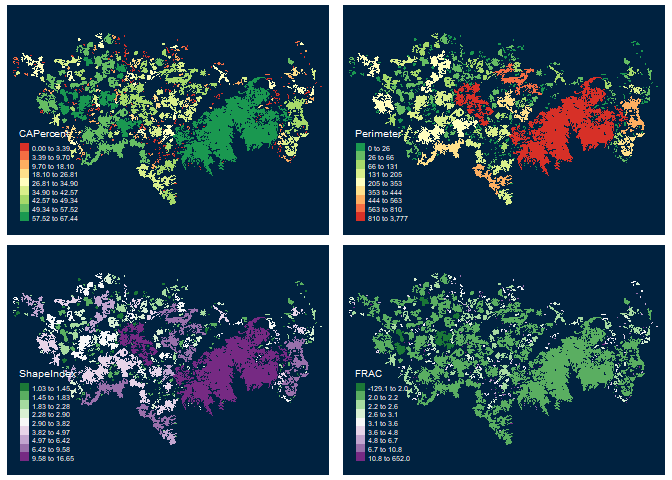 CAPercent
0.00 to 3.39
3.39 to 9.70
9.70 to 18.10
18.10 to 26.81
26.81 to 34.90
34.90 to 42.57
42.57 to 49.34
49.34 to 57.52
57.52 to 67.44
Perimeter
0 to 26
26 to 66
66 to 131
131 to 205
205 to 353
353 to 444
444 to 563
563 to 810
810 to 3,777
ShapeIndex
1.03 to 1.45
1.45 to 1.83
1.83 to 2.28
2.28 to 2.90
2.90 to 3.82
3.82 to 4.97
4.97 to 6.42
6.42 to 9.58
9.58 to 16.65
FRAC
-129.1 to 2.0
2.0 to 2.2
2.2 to 2.6
2.6 to 3.1
3.1 to 3.6
3.6 to 4.8
4.8 to 6.7
6.7 to 10.8
10.8 to 652.0